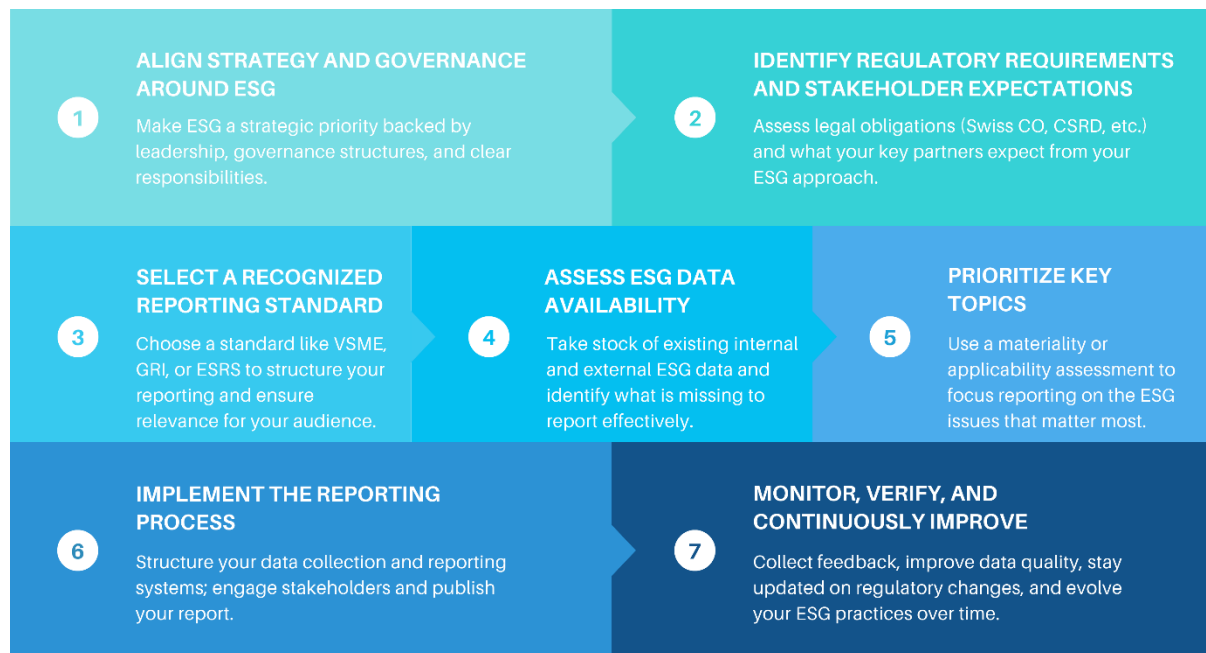 1
ALIGN STRATEGY AND GOVERNANCE
AROUND ESG
Make ESG a strategic priority backed by
leadership, governance structures, and clear
responsibilities.
2
IDENTIFY REGULATORY REQUIREMENTS
AND STAKEHOLDER EXPECTATIONS
Assess legal obligations (Swiss CO, CSRD, etc.)
and what your key partners expect from your
ESG approach.
3
SELECT A RECOGNIZED
REPORTING STANDARD
Choose a standard like VSME,
GRI, or ESRS to structure your
reporting and ensure
relevance for your audience.
4
ASSESS ESG DATA
AVAILABILITY
Take stock of existing internal
and external ESG data and
identify what is missing to
report effectively.
5
PRIORITIZE KEY
TOPICS
Use a materiality or
applicability assessment to
focus reporting on the ESG
issues that matter most.
6
IMPLEMENT THE REPORTING
PROCESS
Structure your data collection and reporting
systems; engage stakeholders and publish
your report.
7
MONITOR, VERIFY, AND
CONTINUOUSLY IMPROVE
Collect feedback, improve data quality, stay
updated on regulatory changes, and evolve
your ESG practices over time.